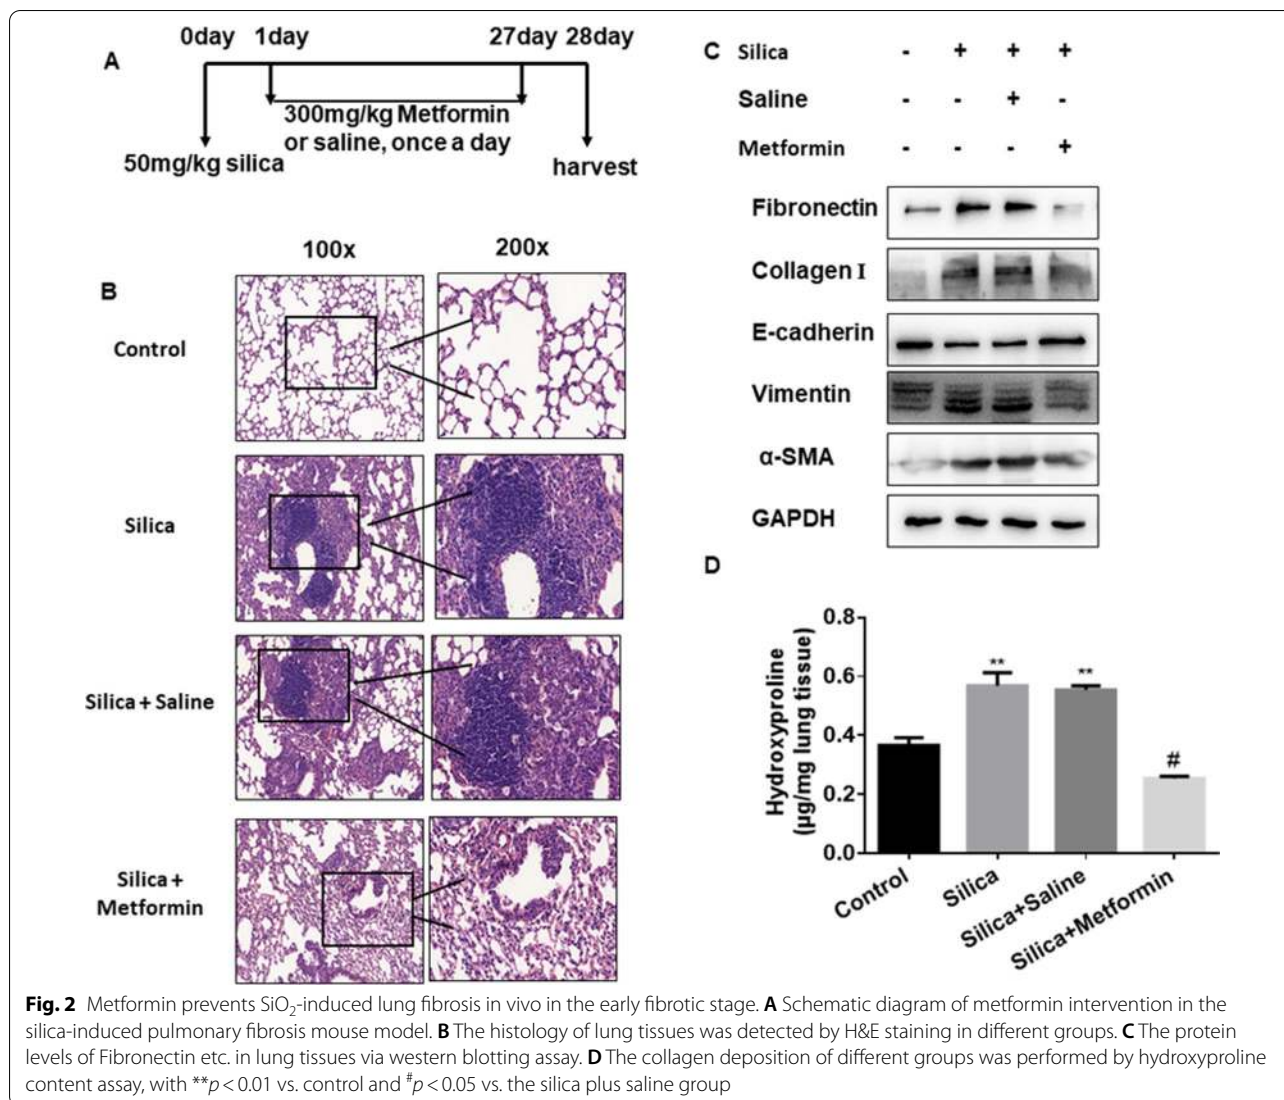 A
0day 1day 27day 28day
300mg/kg Metformin
or saline, once a day
50mg/kg silica
harvest
B
100x 200x
Control
Silica
Silica + Saline
Silica +
Metformin
C Silica - + + +
Saline - - + -
Metformin - - - +
Fibronectin
Collagen I
E-cadherin
Vimentin
α-SMA
GAPDH
D
Hydroxyproline
(μg/mg lung tissue)
0.8
0.6
0.4
0.2
0.0
** ** #
Control Silica Silica+Saline Silica+Metformin
Fig. 2 Metformin prevents SiO2-induced lung fibrosis in vivo in the early fibrotic stage. A Schematic diagram of metformin intervention in the
silica-induced pulmonary fibrosis mouse model. B The histology of lung tissues was detected by H&E staining in different groups. C The protein
levels of Fibronectin etc. in lung tissues via western blotting assay. D The collagen deposition of different groups was performed by hydroxyproline
content assay, with **p < 0.01 vs. control and #p < 0.05 vs. the silica plus saline group